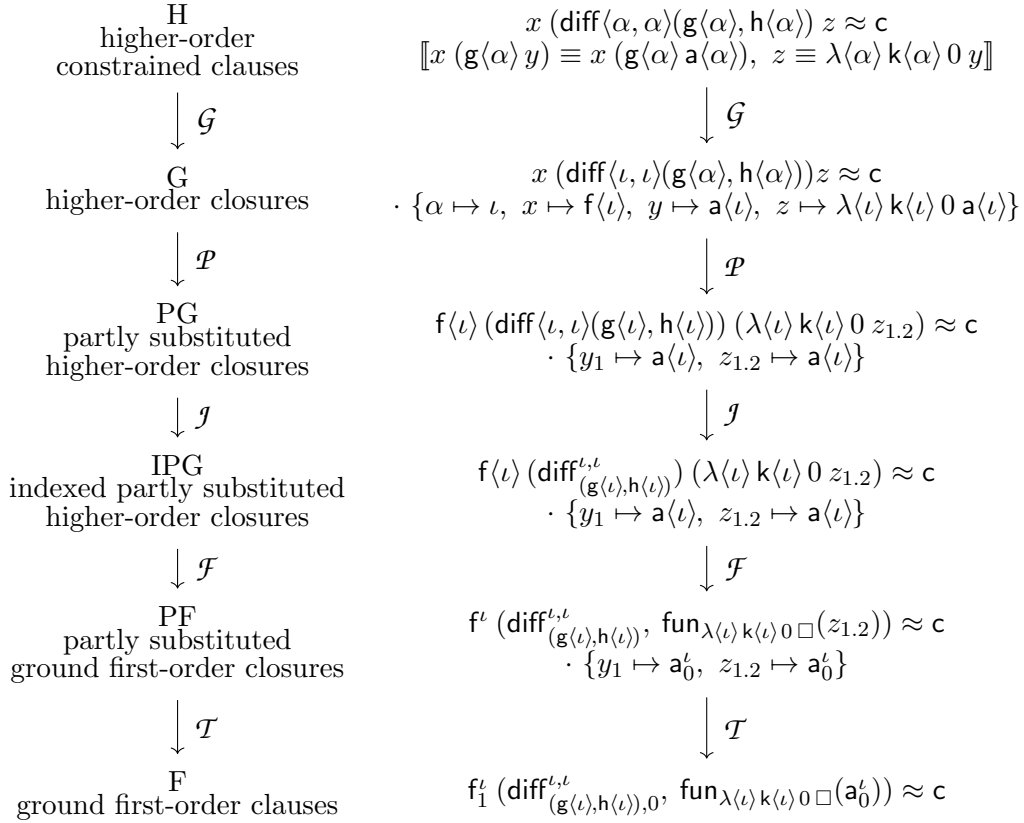 H
higher-order
constrained clauses
x (diff⟨α, α⟩(g⟨α⟩, h⟨α⟩) z ≈ c
⟦x (g⟨α⟩ y) ≡ x (g⟨α⟩ a⟨α⟩), z ≡ λ⟨α⟩ k⟨α⟩ 0 y⟧
𝒢
𝒢
G
higher-order closures
x (diff⟨ι, ι⟩(g⟨α⟩, h⟨α⟩))z ≈ c
· {α ↦ ι, x ↦ f⟨ι⟩, y ↦ a⟨ι⟩, z ↦ λ⟨ι⟩ k⟨ι⟩ 0 a⟨ι⟩}
𝒫
𝒫
PG
partly substituted
higher-order closures
f⟨ι⟩ (diff⟨ι, ι⟩(g⟨ι⟩, h⟨ι⟩)) (λ⟨ι⟩ k⟨ι⟩ 0 z₁.₂) ≈ c
· {y₁ ↦ a⟨ι⟩, z₁.₂ ↦ a⟨ι⟩}
𝒥
𝒥
IPG
indexed partly substituted
higher-order closures
f⟨ι⟩ (diff^{ι,ι}_{(g⟨ι⟩,h⟨ι⟩)}) (λ⟨ι⟩ k⟨ι⟩ 0 z₁.₂) ≈ c
· {y₁ ↦ a⟨ι⟩, z₁.₂ ↦ a⟨ι⟩}
ℱ
ℱ
PF
partly substituted
ground first-order closures
f^ι (diff^{ι,ι}_{(g⟨ι⟩,h⟨ι⟩)}, fun_{λ⟨ι⟩ k⟨ι⟩ 0 □}(z₁.₂)) ≈ c
· {y₁ ↦ a^ι_0, z₁.₂ ↦ a^ι_0}
𝒯
𝒯
F
ground first-order clauses
f^ι_1 (diff^{ι,ι}_{(g⟨ι⟩,h⟨ι⟩),0}, fun_{λ⟨ι⟩ k⟨ι⟩ 0 □}(a^ι_0)) ≈ c